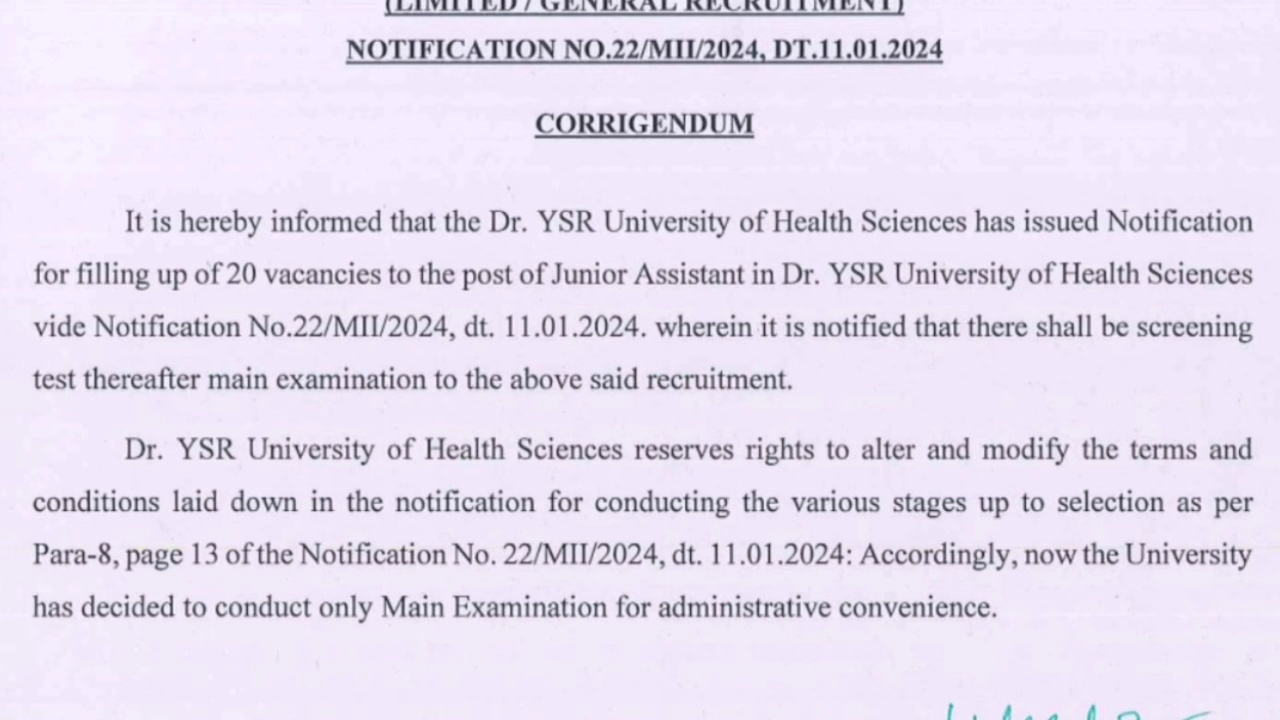 (LIMITED / GENERAL RECRUITMENT)
NOTIFICATION NO.22/MII/2024, DT.11.01.2024
CORRIGENDUM
It is hereby informed that the Dr. YSR University of Health Sciences has issued Notification
for filling up of 20 vacancies to the post of Junior Assistant in Dr. YSR University of Health Sciences
vide Notification No.22/MII/2024, dt. 11.01.2024. wherein it is notified that there shall be screening
test thereafter main examination to the above said recruitment.
Dr. YSR University of Health Sciences reserves rights to alter and modify the terms and
conditions laid down in the notification for conducting the various stages up to selection as per
Para-8, page 13 of the Notification No. 22/MII/2024, dt. 11.01.2024: Accordingly, now the University
has decided to conduct only Main Examination for administrative convenience.